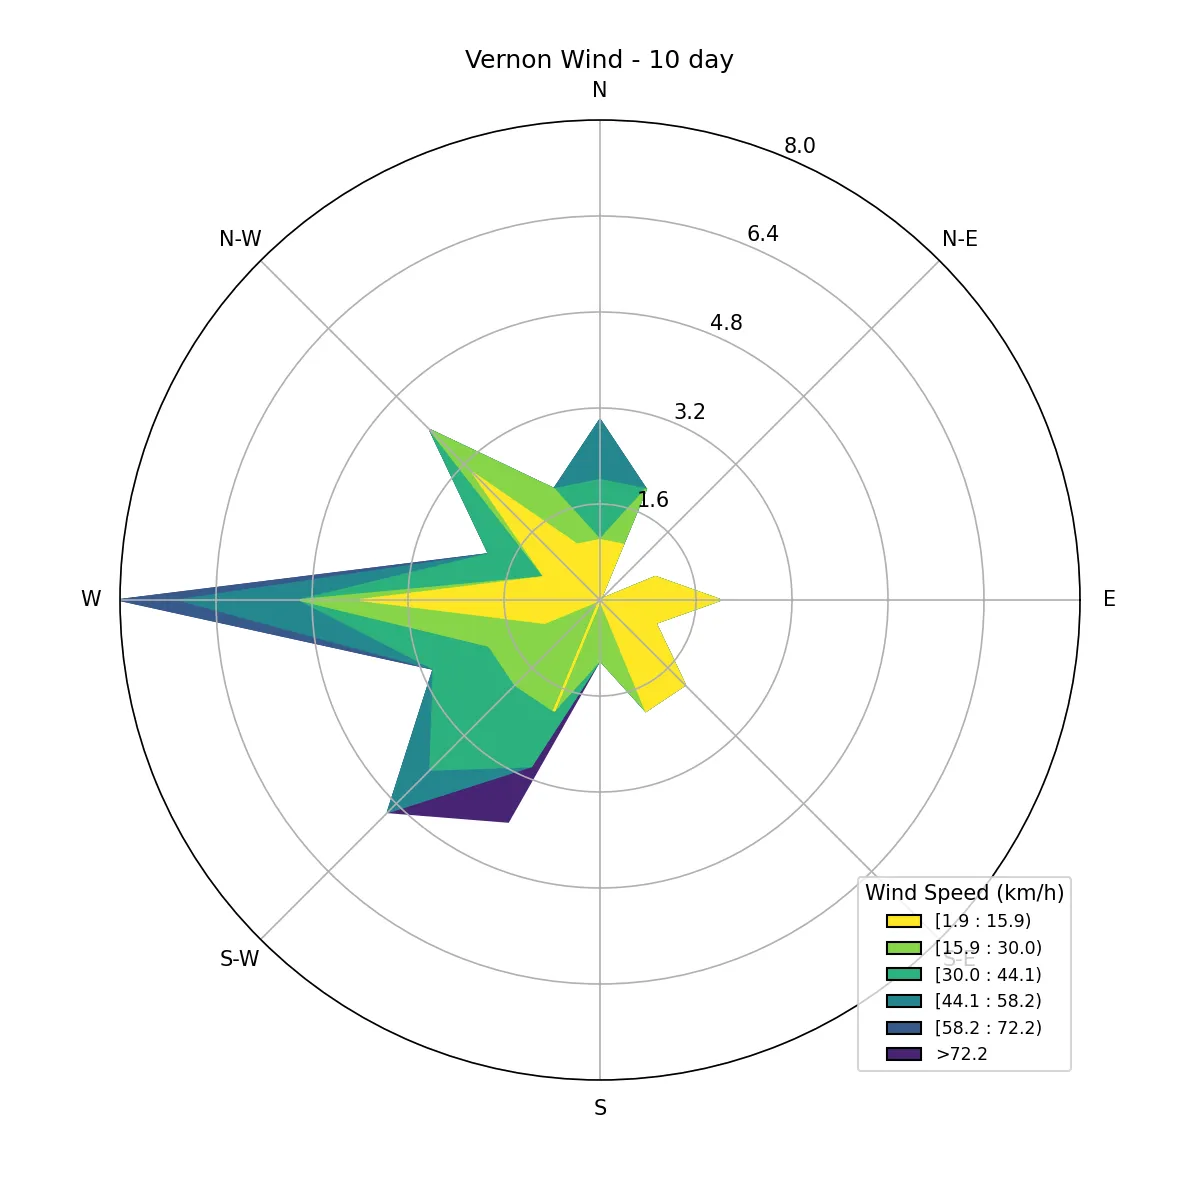 Vernon Wind - 10 day
N
8.0
N-W
6.4
N-E
4.8
3.2
1.6
W
E
Wind Speed (km/h)
[1.9 : 15.9)
[15.9 : 30.0)
S-W
S-E
[30.0 : 44.1)
[44.1 : 58.2)
[58.2 : 72.2)
>72.2
S